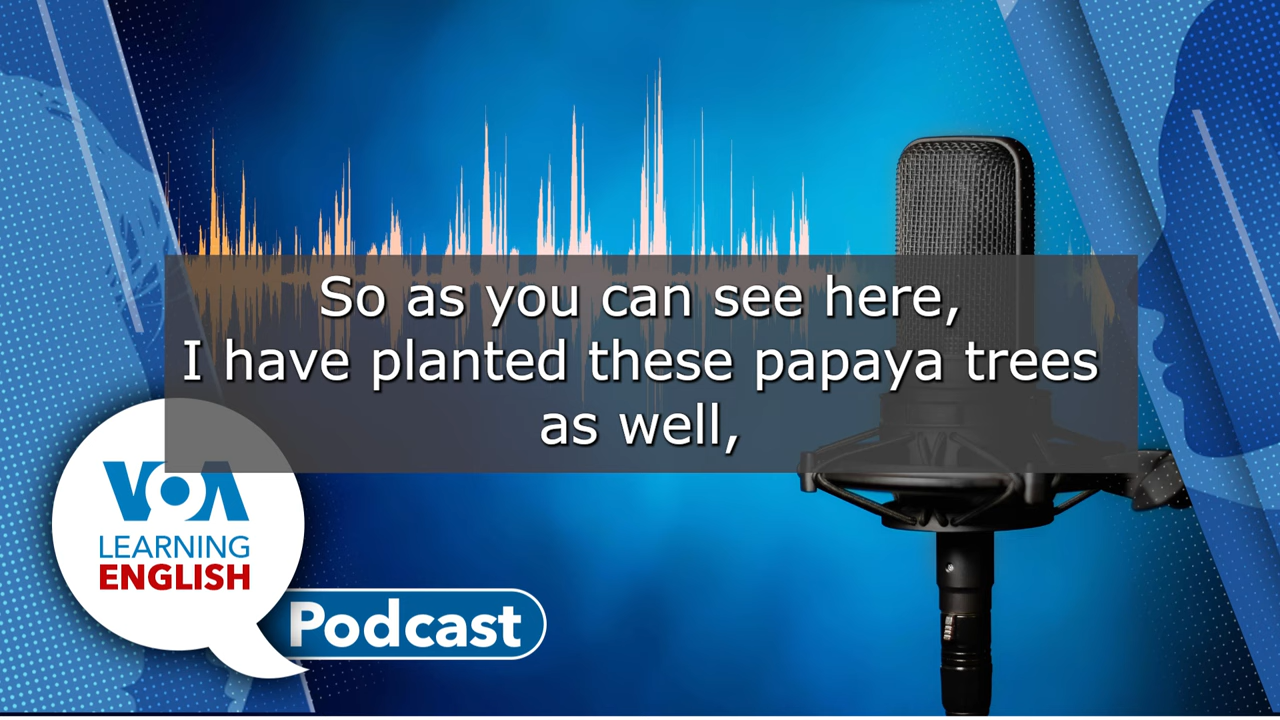 So as you can see here,
I have planted these papaya trees
as well,
VOA
LEARNING
ENGLISH
Podcast